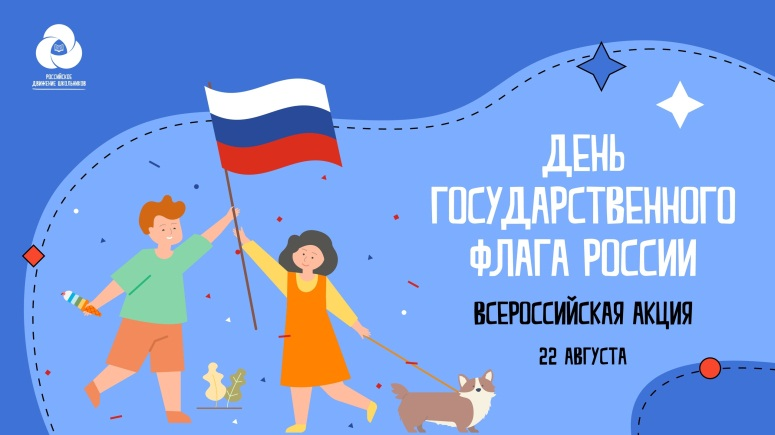 РОССИЙСКОЕ
ДВИЖЕНИЕ ШКОЛЬНИКОВ
ДЕНЬ
ГОСУДАРСТВЕННОГО
ФЛАГА РОССИИ
ВСЕРОССИЙСКАЯ АКЦИЯ
22 АВГУСТА